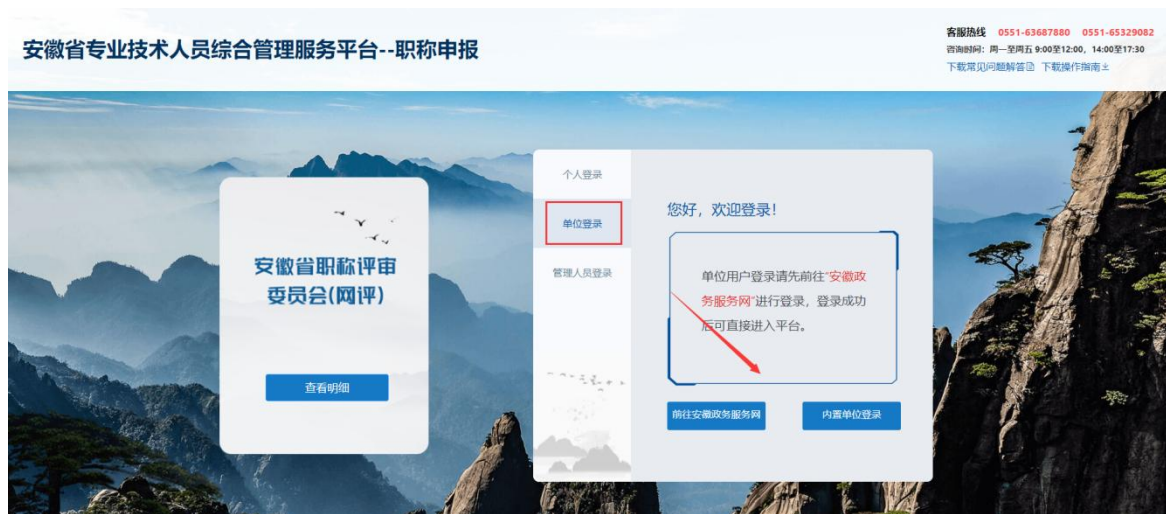 安徽省专业技术人员综合管理服务平台--职称申报
客服热线 0551-63687880 0551-65329082
咨询时间：周一至周五 9:00至12:00，14:00至17:30
下载常见问题解答 下载操作指南
安徽省职称评审
委员会(网评)
查看明细
个人登录
单位登录
管理人员登录
您好，欢迎登录！
单位用户登录请先前往"安徽政
务服务网"进行登录，登录成功
后可直接进入平台。
前往安徽政务服务网
内置单位登录